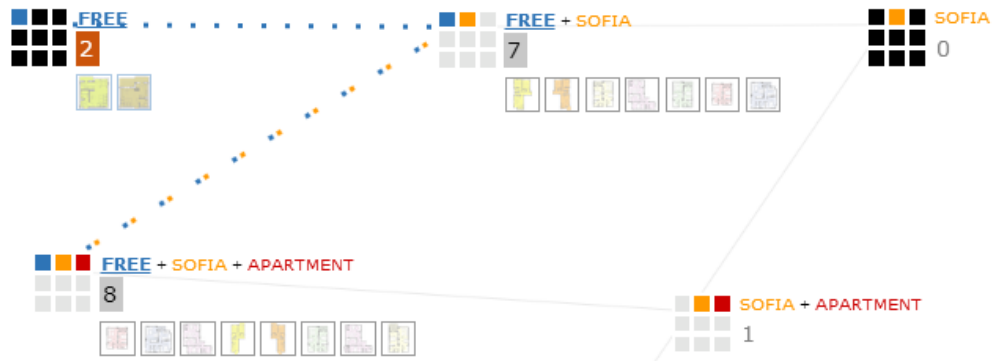 FREE
2
FREE + SOFIA
7
SOFIA
0
FREE + SOFIA + APARTMENT
8
SOFIA + APARTMENT
1